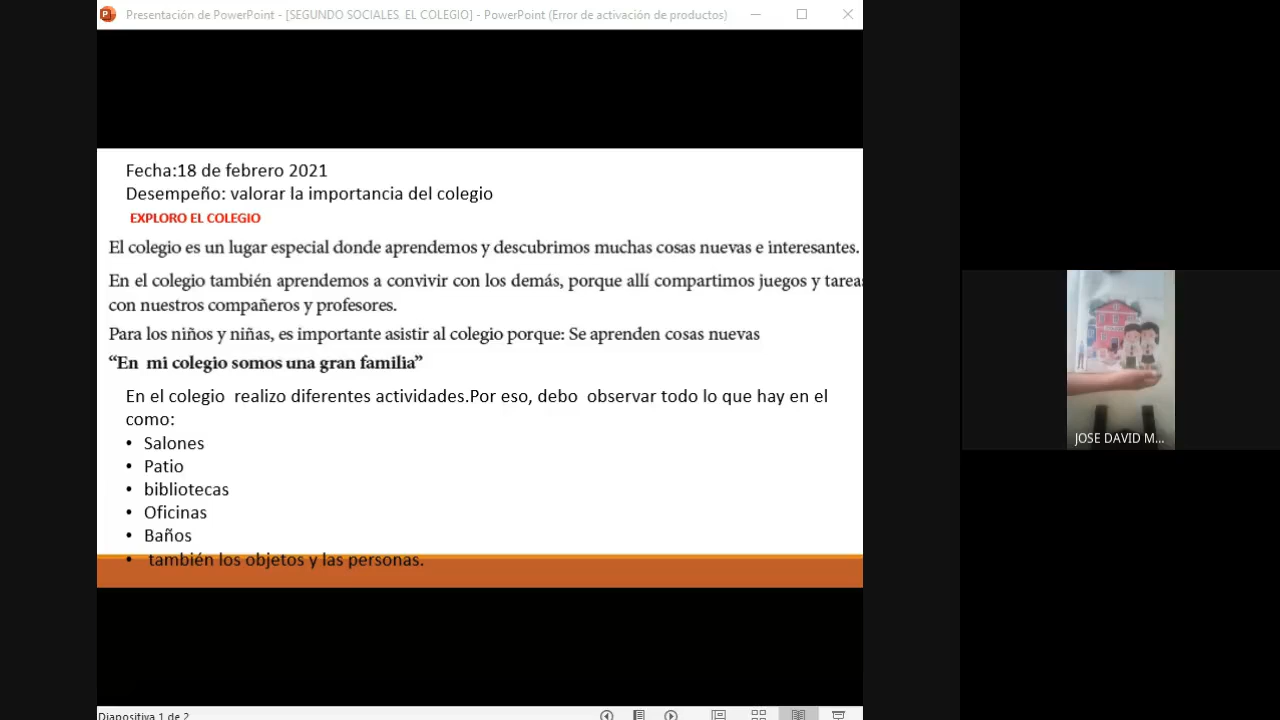 Presentación de PowerPoint - [SEGUNDO SOCIALES  EL COLEGIO] - PowerPoint (Error de activación de productos)
Fecha:18 de febrero 2021
Desempeño: valorar la importancia del colegio
EXPLORO EL COLEGIO
El colegio es un lugar especial donde aprendemos y descubrimos muchas cosas nuevas e interesantes.
En el colegio también aprendemos a convivir con los demás, porque allí compartimos juegos y tareas
con nuestros compañeros y profesores.
Para los niños y niñas, es importante asistir al colegio porque: Se aprenden cosas nuevas
“En  mi colegio somos una gran familia”
En el colegio  realizo diferentes actividades.Por eso, debo  observar todo lo que hay en el
como:
• Salones
• Patio
• bibliotecas
• Oficinas
• Baños
• también los objetos y las personas.
JOSE DAVID M...
Diapositiva 1 de 2